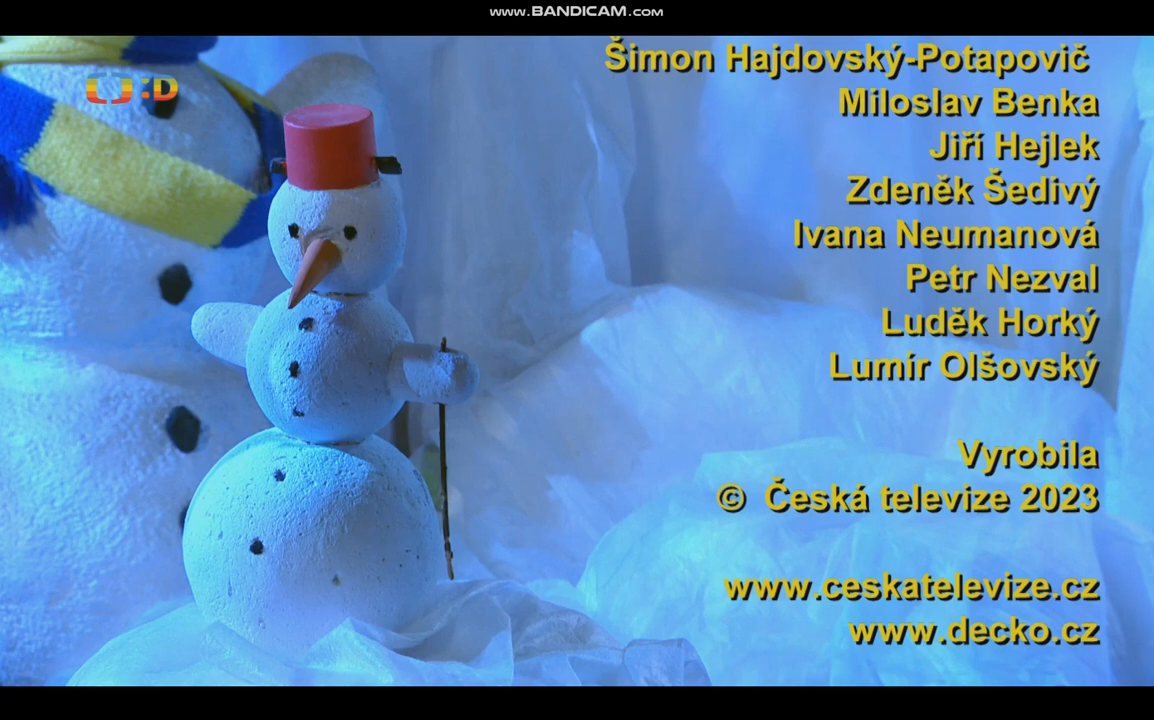 www.BANDICAM.com
:D
Šimon Hajdovský-Potapovič
Miloslav Benka
Jiří Hejlek
Zdeněk Šedivý
Ivana Neumanová
Petr Nezval
Luděk Horký
Lumír Olšovský
Vyrobila
© Česká televize 2023
www.ceskatelevize.cz
www.decko.cz